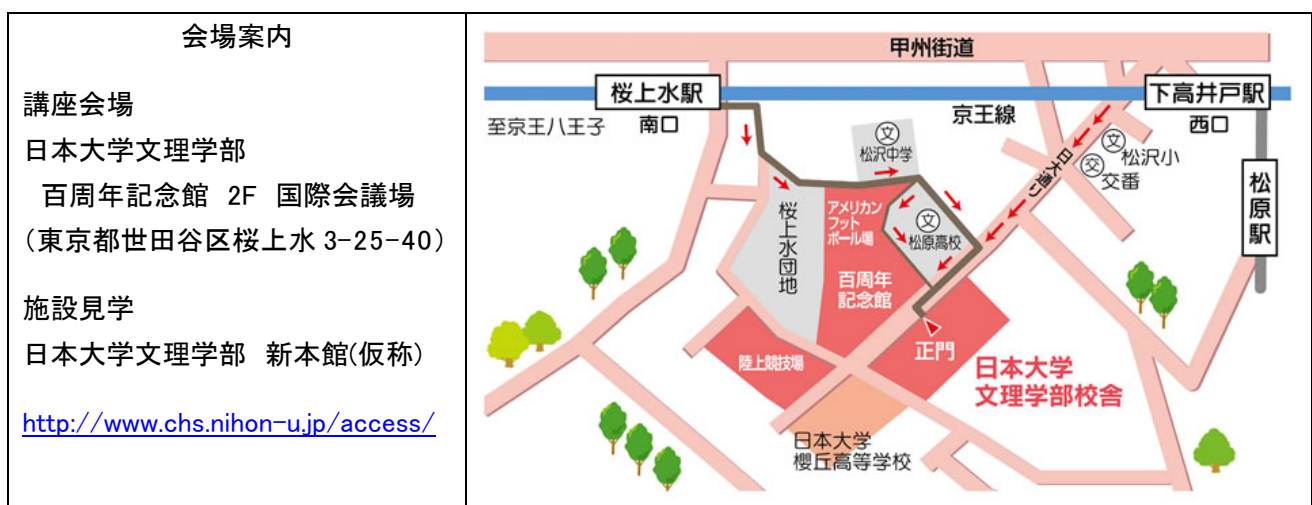 会場案内
講座会場
日本大学文理学部
百周年記念館 2F 国際会議場
(東京都世田谷区桜上水 3-25-40)
施設見学
日本大学文理学部 新本館(仮称)
http://www.chs.nihon-u.jp/access/
甲州街道
桜上水駅
下高井戸駅
至京王八王子
南口
京王線
西口
文
松沢中学
日大通り
文
松沢小
交
交番
松原駅
桜上水団地
アメリカン
フット
ボール場
文
松原高校
百周年
記念館
正門
陸上競技場
日本大学
文理学部校舎
日本大学
櫻丘高等学校